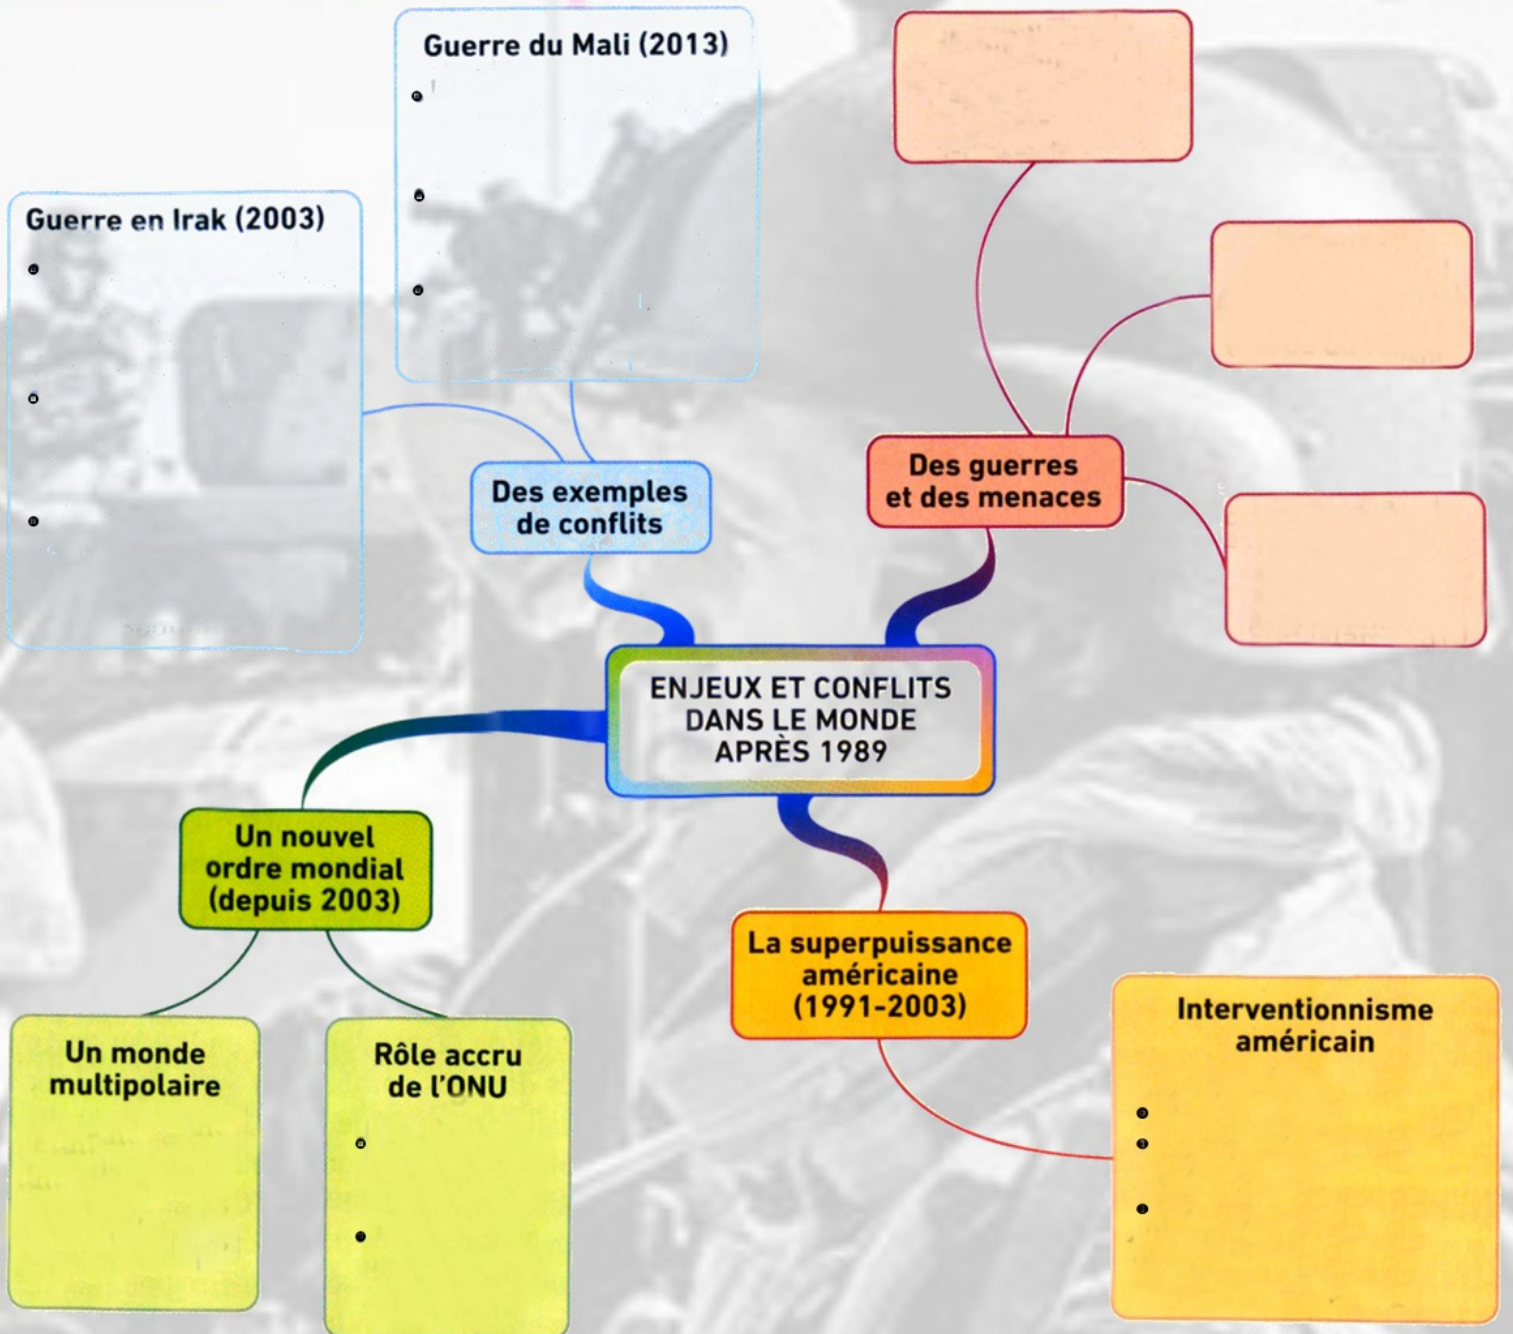 Guerre du Mali (2013)
Guerre en Irak (2003)
Des exemples
de conflits
Des guerres
et des menaces
ENJEUX ET CONFLITS
DANS LE MONDE
APRÈS 1989
Un nouvel
ordre mondial
(depuis 2003)
La superpuissance
américaine
(1991-2003)
Un monde
multipolaire
Rôle accru
de l'ONU
Interventionnisme
américain